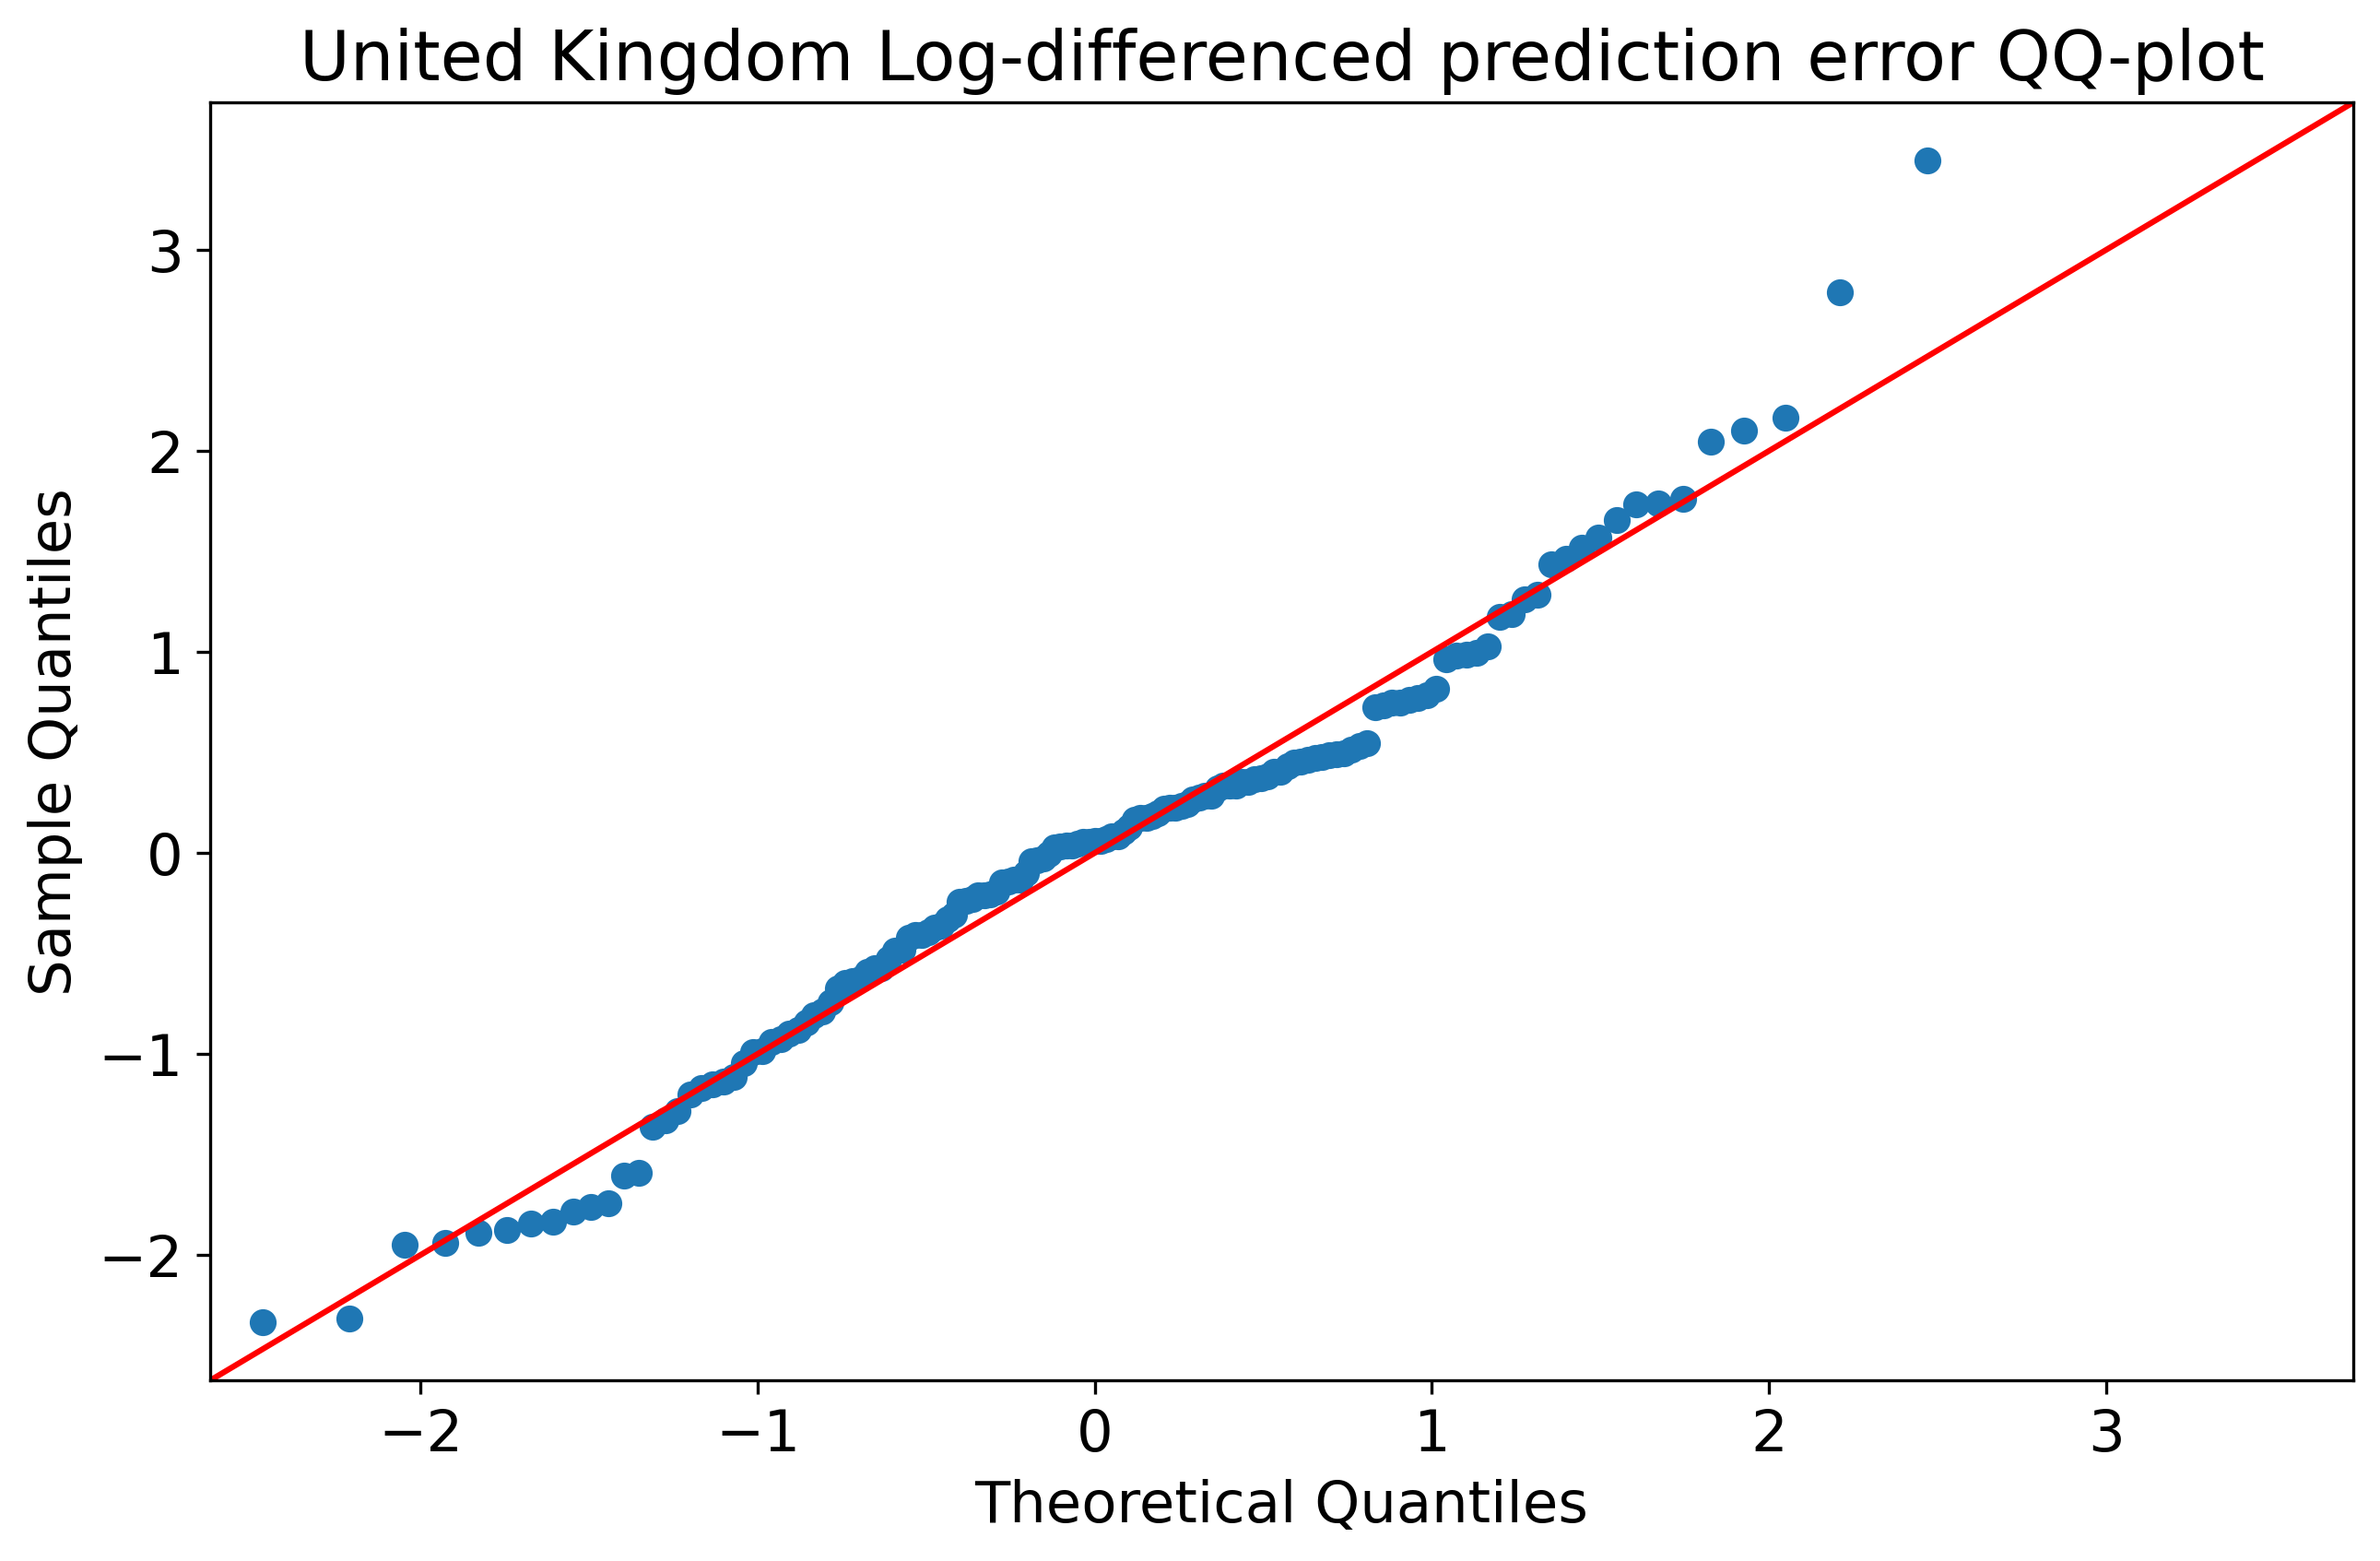 United Kingdom Log-differenced prediction error QQ-plot
Sample Quantiles
3
2
1
0
−1
−2
−2 −1 0 1 2 3
Theoretical Quantiles